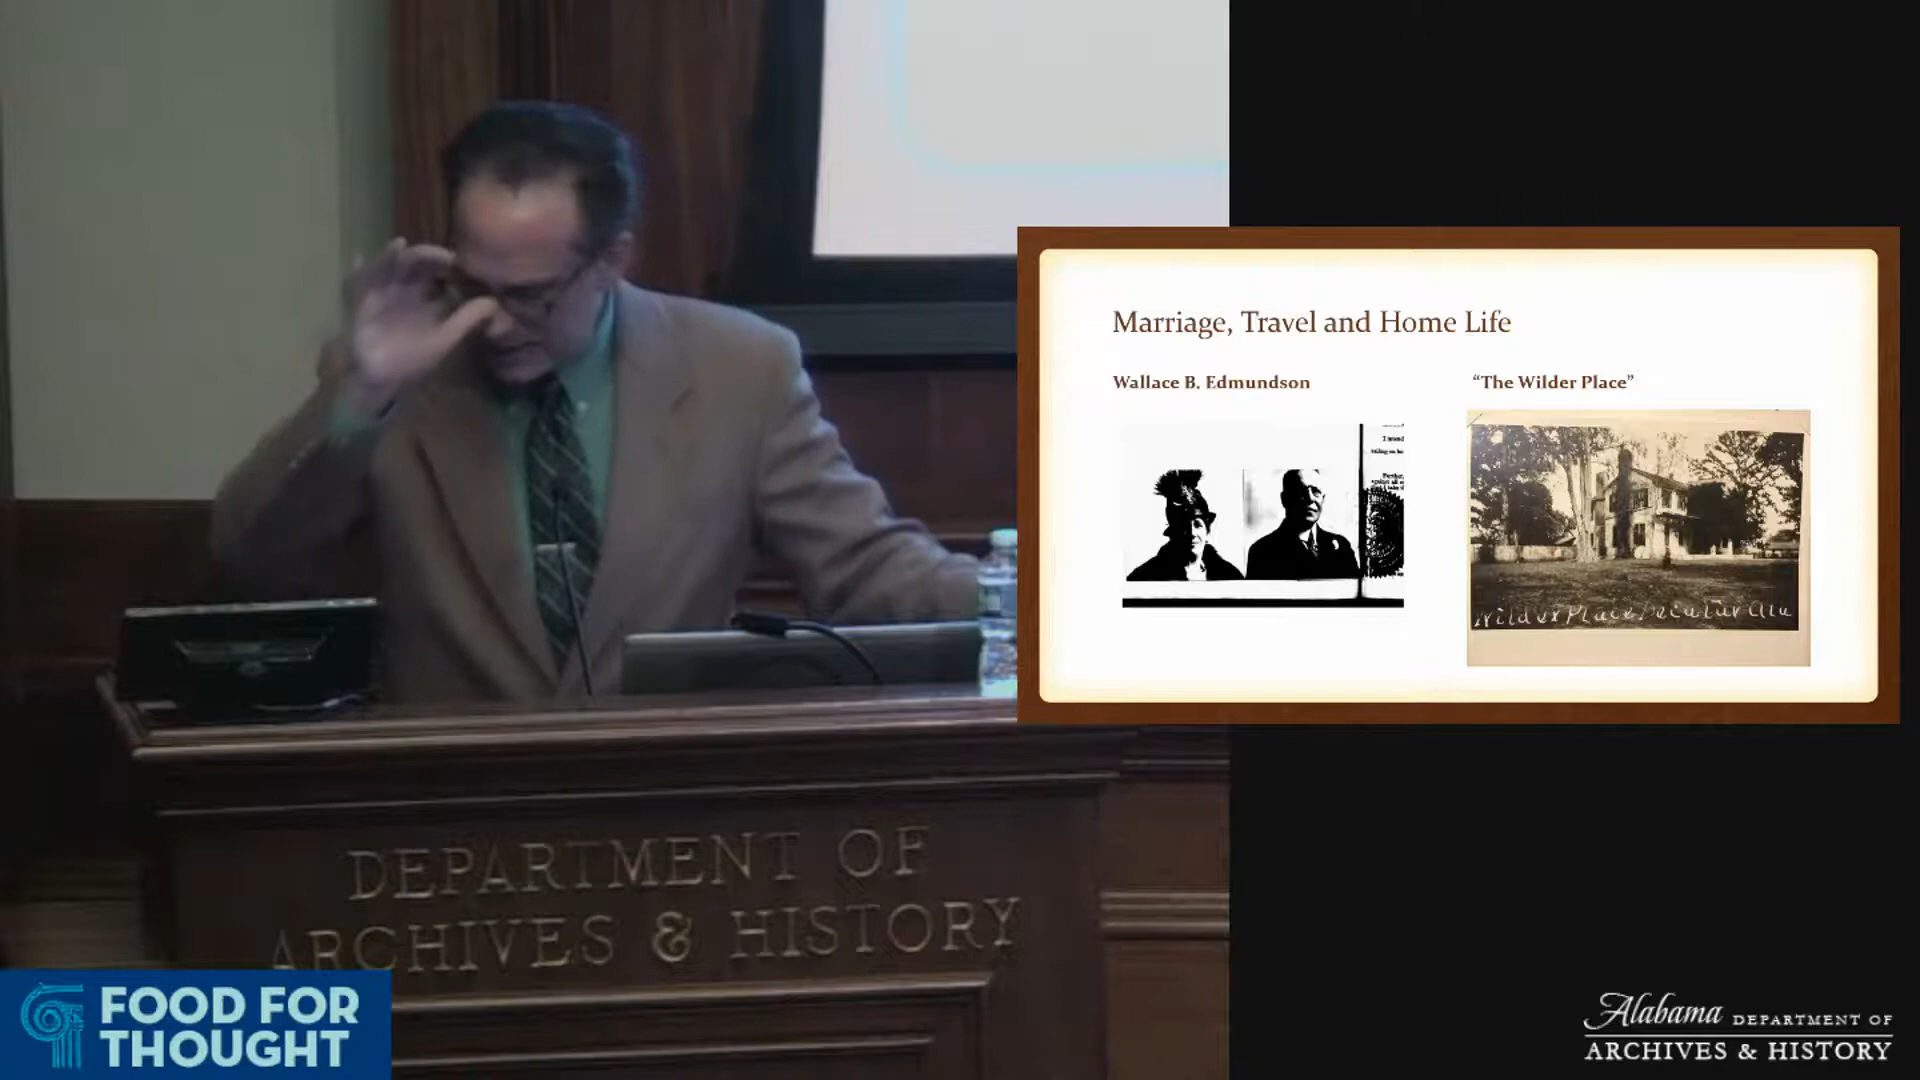 Marriage, Travel and Home Life
Wallace B. Edmundson
“The Wilder Place”
I intend
Wilder Place Decatur Ala
DEPARTMENT OF
ARCHIVES & HISTORY
FOOD FOR
THOUGHT
Alabama DEPARTMENT OF
ARCHIVES & HISTORY